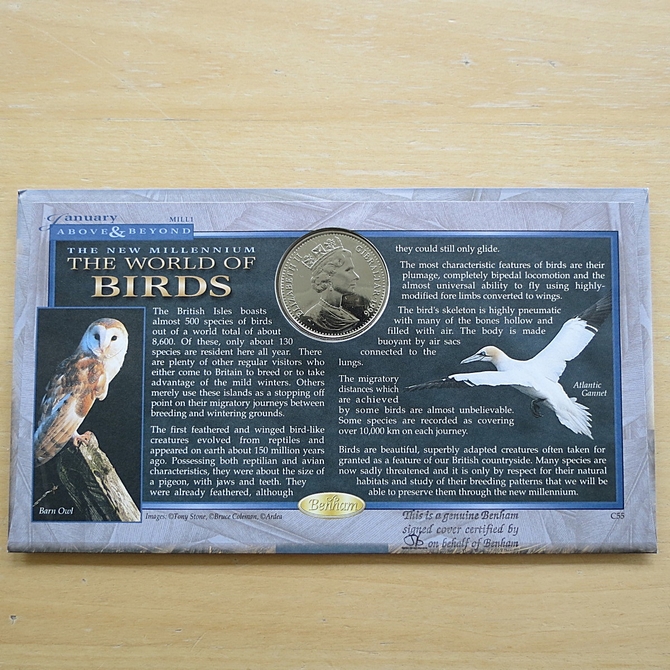 January
MILL1
ABOVE & BEYOND
THE NEW MILLENNIUM
THE WORLD OF
BIRDS
The British Isles boasts
almost 500 species of birds
out of a world total of about
8,600. Of these, only about 130
species are resident here all year. There
are plenty of other regular visitors who
either come to Britain to breed or to take
advantage of the mild winters. Others
merely use these islands as a stopping off
point on their migratory journeys between
breeding and wintering grounds.
The first feathered and winged bird-like
creatures evolved from reptiles and
appeared on earth about 150 million years
ago. Possessing both reptilian and avian
characteristics, they were about the size of
a pigeon, with jaws and teeth. They
were already feathered, although
ELIZABETH II
GIBRALTAR 1996
they could still only glide.
The most characteristic features of birds are their
plumage, completely bipedal locomotion and the
almost universal ability to fly using highly-
modified fore limbs converted to wings.
The bird's skeleton is highly pneumatic
with many of the bones hollow and
filled with air. The body is made
buoyant by air sacs
connected to the
lungs.
The migratory
distances which
are achieved
by some birds are almost unbelievable.
Some species are recorded as covering
over 10,000 km on each journey.
Birds are beautiful, superbly adapted creatures often taken for
granted as a feature of our British countryside. Many species are
now sadly threatened and it is only by respect for their natural
habitats and study of their breeding patterns that we will be
able to preserve them through the new millennium.
Atlantic
Gannet
Barn Owl
Images: ©Tony Stone, ©Bruce Coleman, ©Ardea
Benham
This is a genuine Benham
signed cover certified by
on behalf of Benham
C55